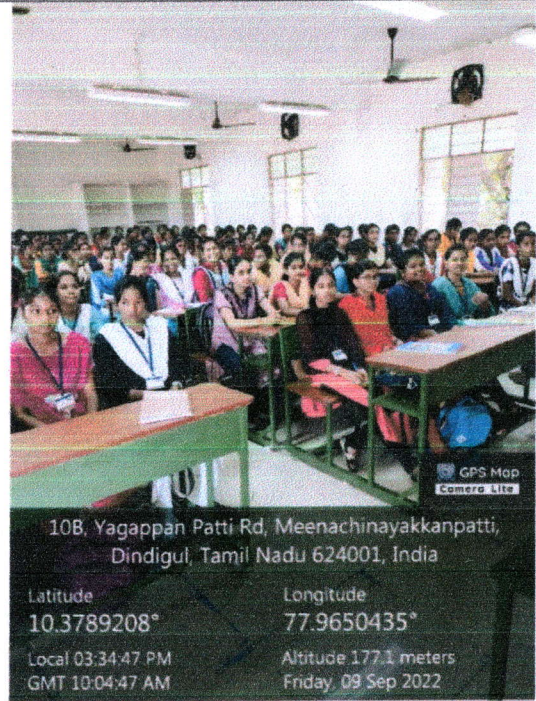 GPS Map
Camera Lite
10B, Yagappan Patti Rd, Meenachinayakkanpatti,
Dindigul, Tamil Nadu 624001, India
Latitude
10.3789208°
Longitude
77.9650435°
Local 03:34:47 PM
GMT 10:04:47 AM
Altitude 177.1 meters
Friday, 09 Sep 2022